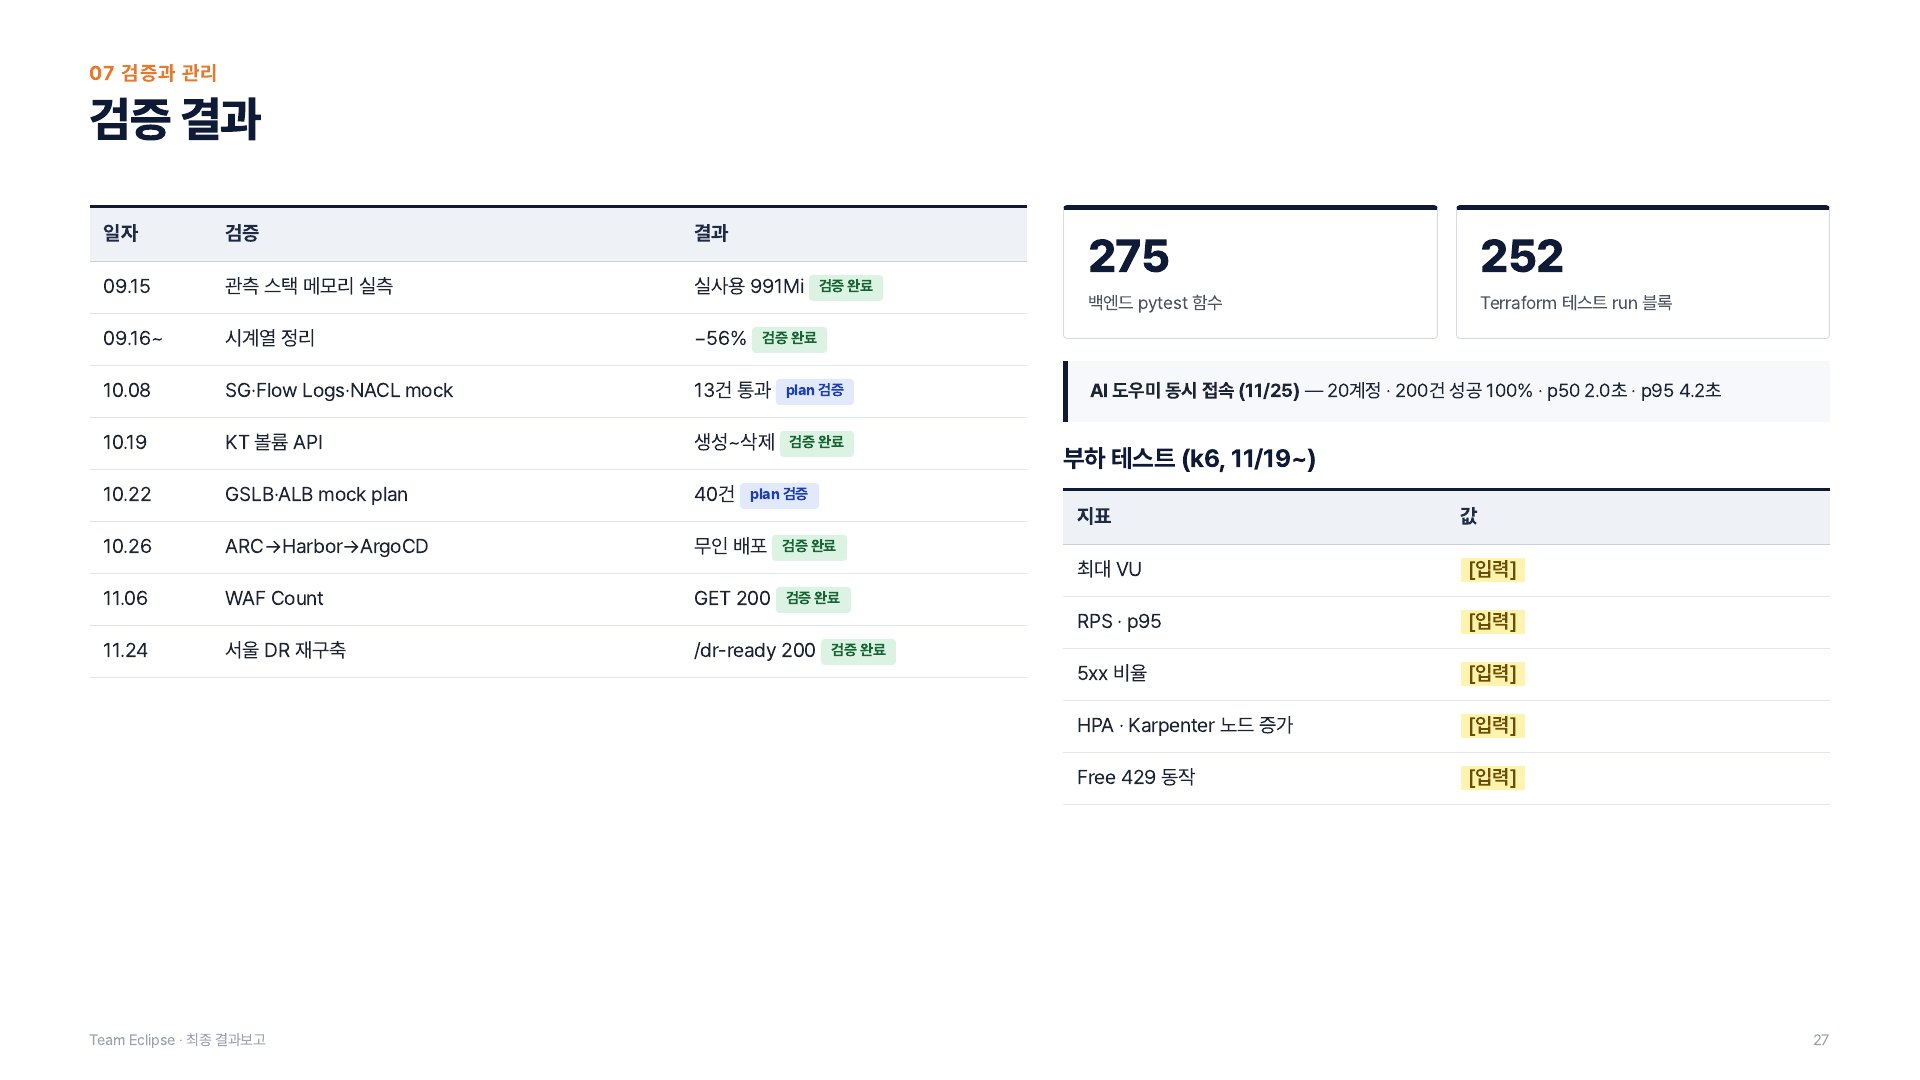 07 검증과 관리
검증 결과
일자 검증 결과
09.15 관측 스택 메모리 실측 실사용 991Mi 검증 완료
09.16~ 시계열 정리 −56% 검증 완료
10.08 SG·Flow Logs·NACL mock 13건 통과 plan 검증
10.19 KT 볼륨 API 생성~삭제 검증 완료
10.22 GSLB·ALB mock plan 40건 plan 검증
10.26 ARC→Harbor→ArgoCD 무인 배포 검증 완료
11.06 WAF Count GET 200 검증 완료
11.24 서울 DR 재구축 /dr-ready 200 검증 완료
275
백엔드 pytest 함수
252
Terraform 테스트 run 블록
AI 도우미 동시 접속 (11/25) — 20계정 · 200건 성공 100% · p50 2.0초 · p95 4.2초
부하 테스트 (k6, 11/19~)
지표 값
최대 VU [입력]
RPS · p95 [입력]
5xx 비율 [입력]
HPA · Karpenter 노드 증가 [입력]
Free 429 동작 [입력]
Team Eclipse · 최종 결과보고
27